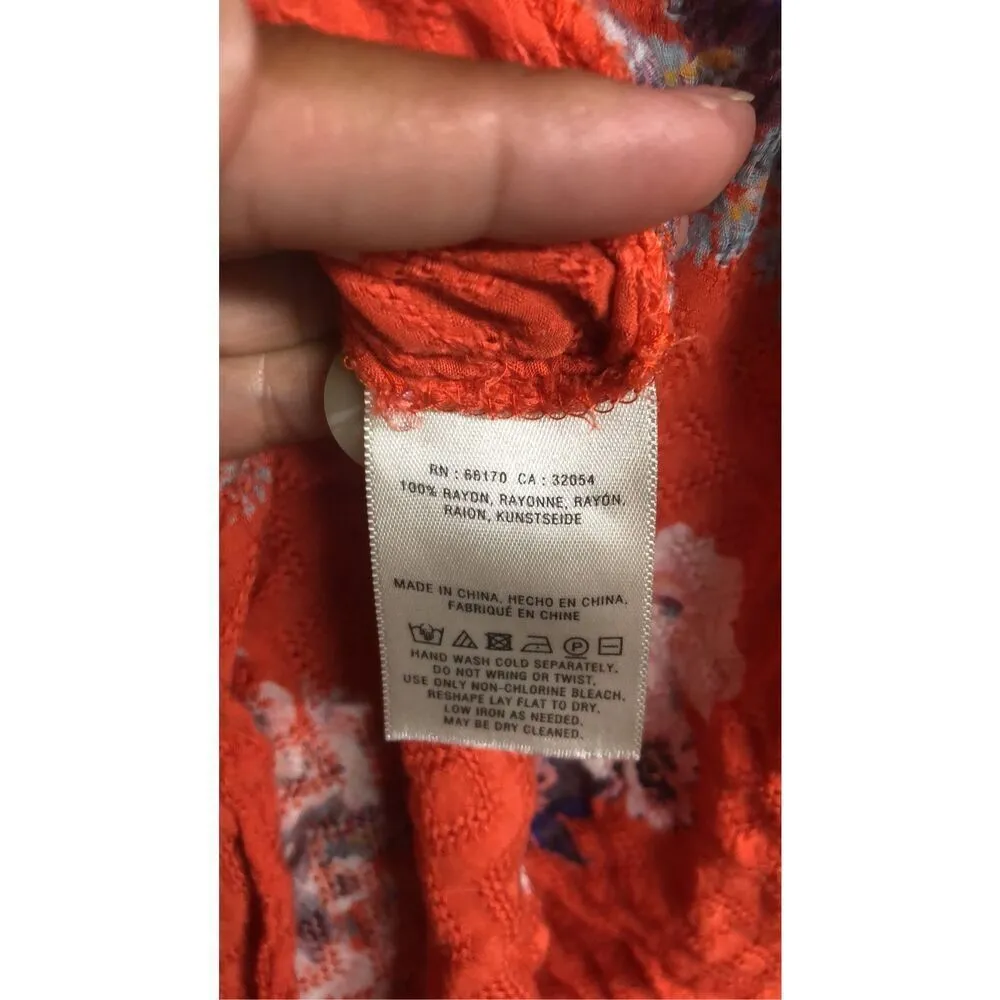 RN : 66170 CA : 32054
100% RAYON, RAYONNE, RAYÓN,
RAION, KUNSTSEIDE
MADE IN CHINA, HECHO EN CHINA,
FABRIQUÉ EN CHINE
P
HAND WASH COLD SEPARATELY.
DO NOT WRING OR TWIST.
USE ONLY NON-CHLORINE BLEACH.
RESHAPE LAY FLAT TO DRY.
LOW IRON AS NEEDED.
MAY BE DRY CLEANED.